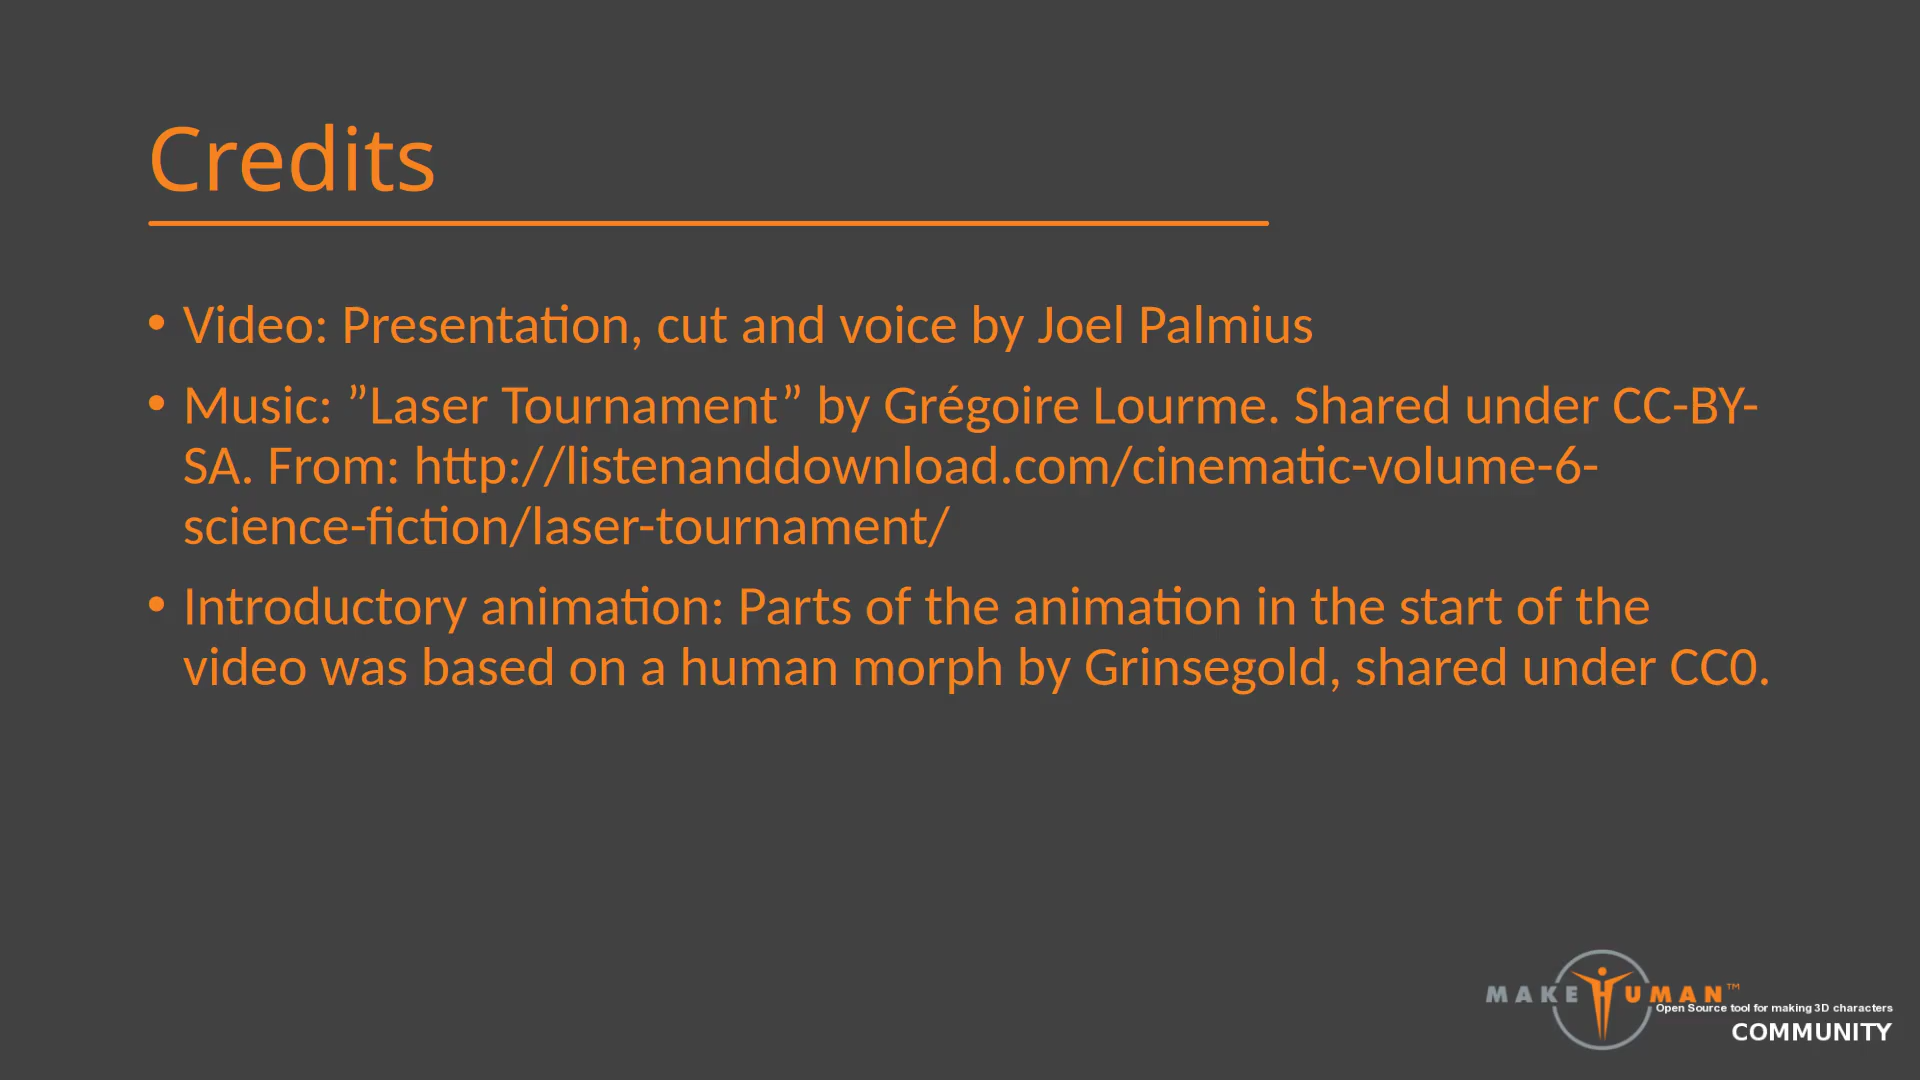 Credits
• Video: Presentation, cut and voice by Joel Palmius
• Music: ”Laser Tournament” by Grégoire Lourme. Shared under CC-BY-
SA. From: http://listenanddownload.com/cinematic-volume-6-
science-fiction/laser-tournament/
• Introductory animation: Parts of the animation in the start of the
video was based on a human morph by Grinsegold, shared under CC0.
MAKEHUMAN™
Open Source tool for making 3D characters
COMMUNITY